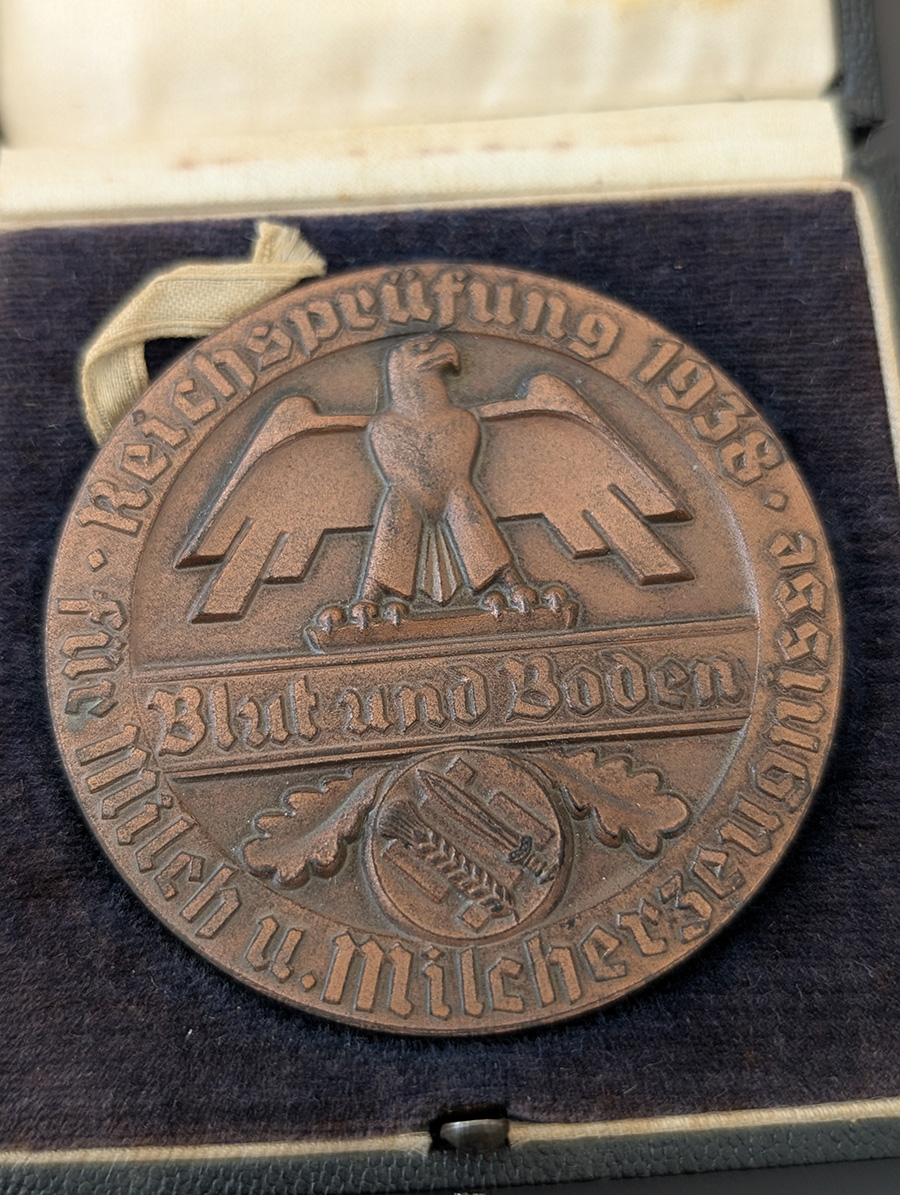 · Reichsprüfung 1938 ·
für Milch u. Milcherzeugnisse
Blut und Boden